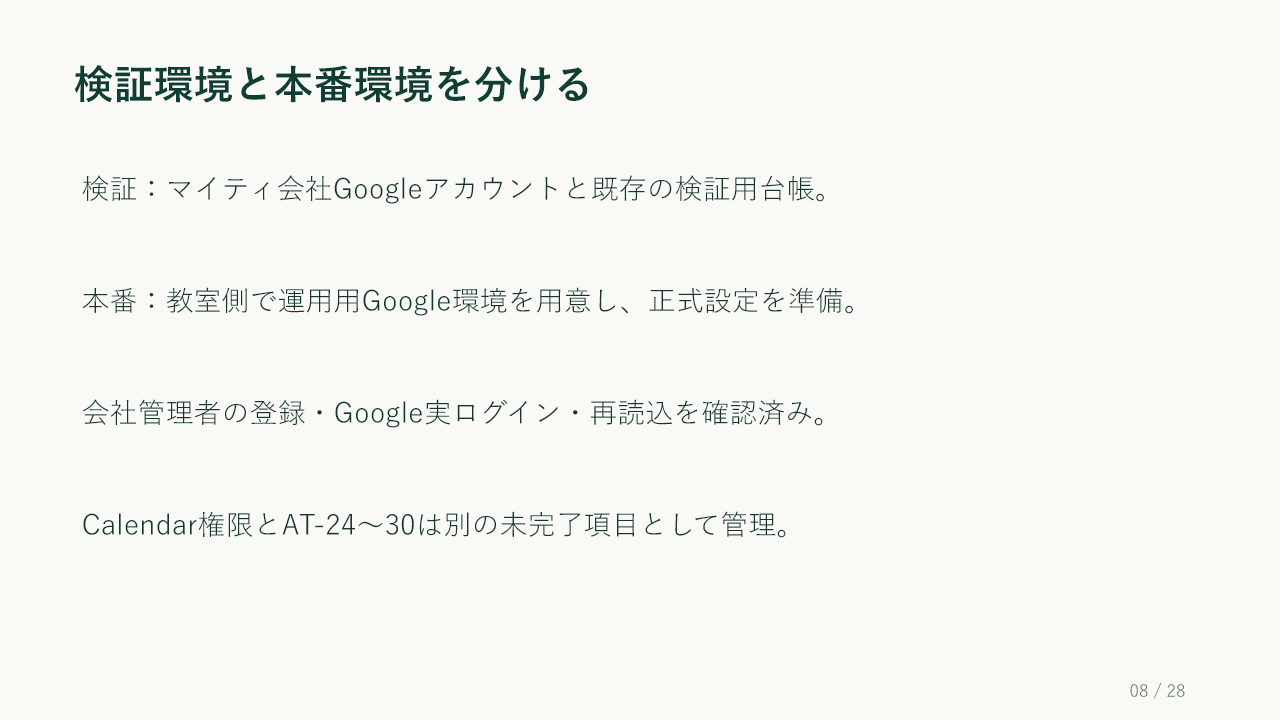 検証環境と本番環境を分ける
検証：マイティ会社Googleアカウントと既存の検証用台帳。
本番：教室側で運用用Google環境を用意し、正式設定を準備。
会社管理者の登録・Google実ログイン・再読込を確認済み。
Calendar権限とAT-24〜30は別の未完了項目として管理。
08 / 28